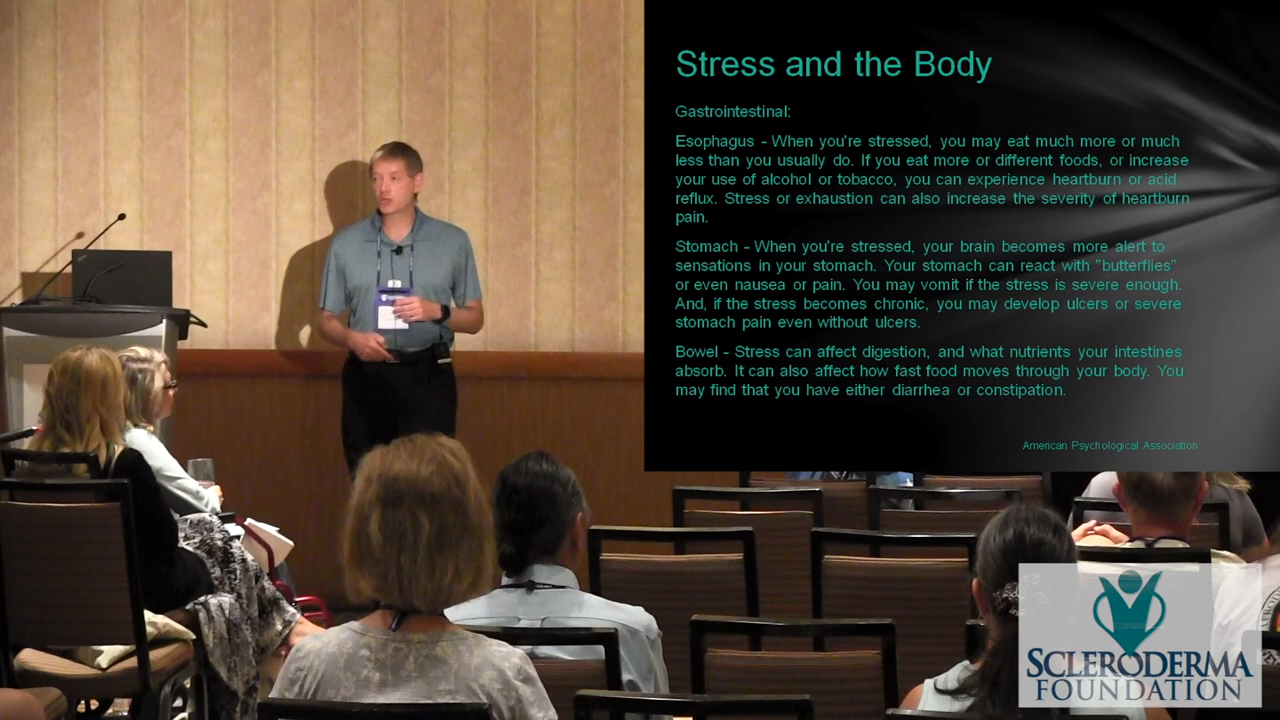 Stress and the Body
Gastrointestinal:
Esophagus - When you're stressed, you may eat much more or much
less than you usually do. If you eat more or different foods, or increase
your use of alcohol or tobacco, you can experience heartburn or acid
reflux. Stress or exhaustion can also increase the severity of heartburn
pain.
Stomach - When you're stressed, your brain becomes more alert to
sensations in your stomach. Your stomach can react with "butterflies"
or even nausea or pain. You may vomit if the stress is severe enough.
And, if the stress becomes chronic, you may develop ulcers or severe
stomach pain even without ulcers.
Bowel - Stress can affect digestion, and what nutrients your intestines
absorb. It can also affect how fast food moves through your body. You
may find that you have either diarrhea or constipation.
American Psychological Association
SCLERODERMA
FOUNDATION